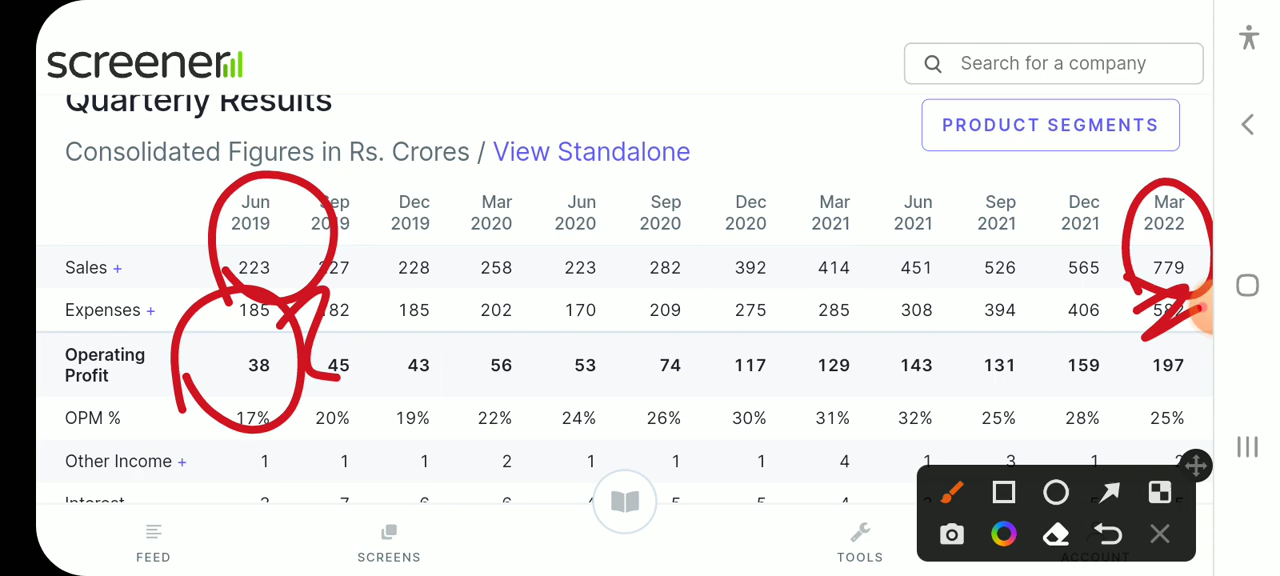 screener
Search for a company
Quarterly Results
PRODUCT SEGMENTS
Consolidated Figures in Rs. Crores / View Standalone
Jun 2019 Sep 2019 Dec 2019 Mar 2020 Jun 2020 Sep 2020 Dec 2020 Mar 2021 Jun 2021 Sep 2021 Dec 2021 Mar 2022
Sales + 223 227 228 258 223 282 392 414 451 526 565 779
Expenses + 185 182 185 202 170 209 275 285 308 394 406 582
Operating Profit 38 45 43 56 53 74 117 129 143 131 159 197
OPM % 17% 20% 19% 22% 24% 26% 30% 31% 32% 25% 28% 25%
Other Income + 1 1 1 2 1 1 1 4 1 3 1 2
Interest
FEED SCREENS TOOLS ACCOUNT